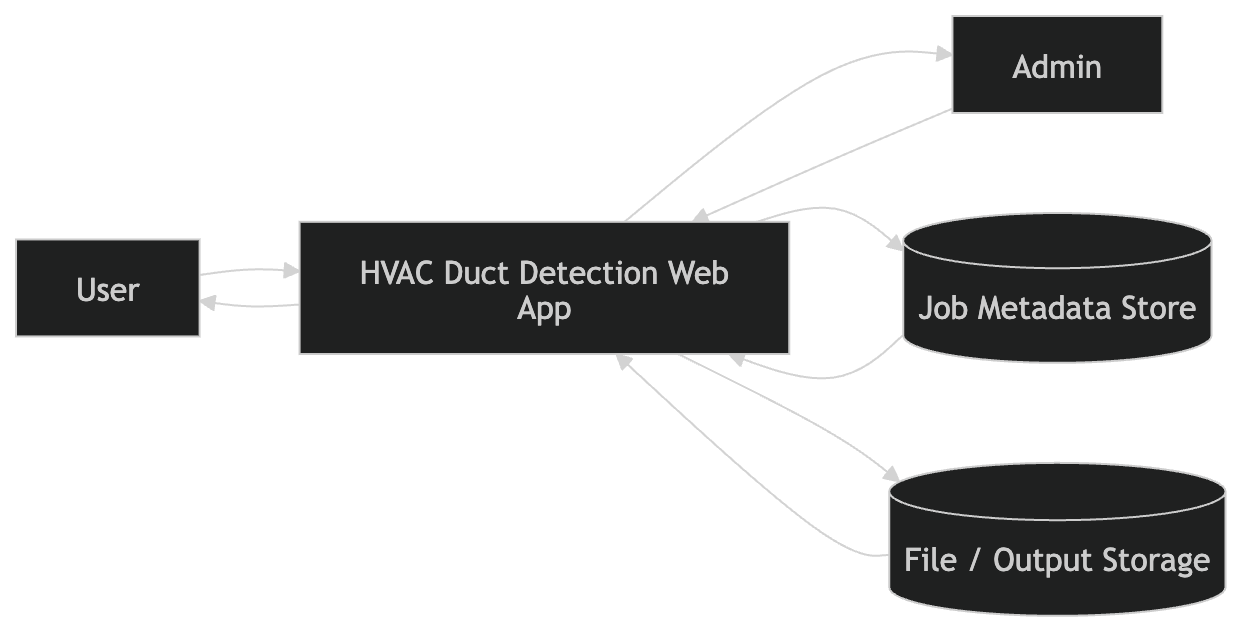 Admin
User
HVAC Duct Detection Web
App
Job Metadata Store
File / Output Storage